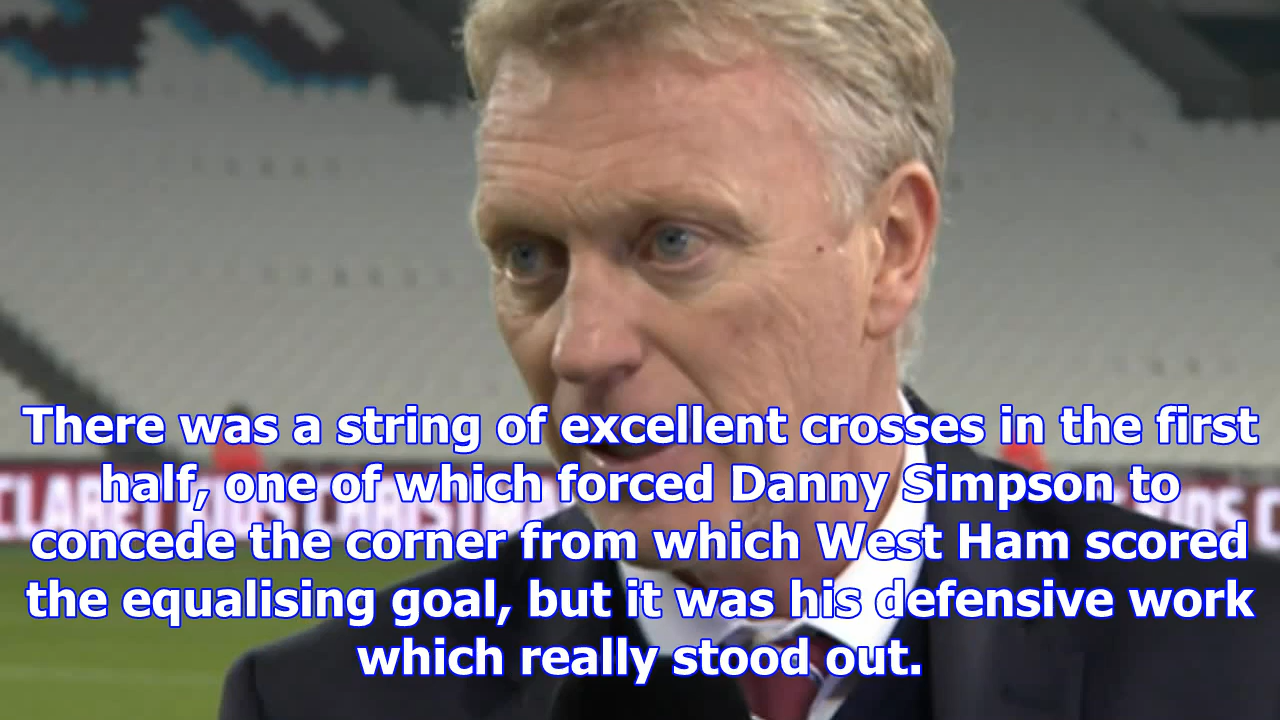 There was a string of excellent crosses in the first
half, one of which forced Danny Simpson to
concede the corner from which West Ham scored
the equalising goal, but it was his defensive work
which really stood out.
CLARET
CHRISTM